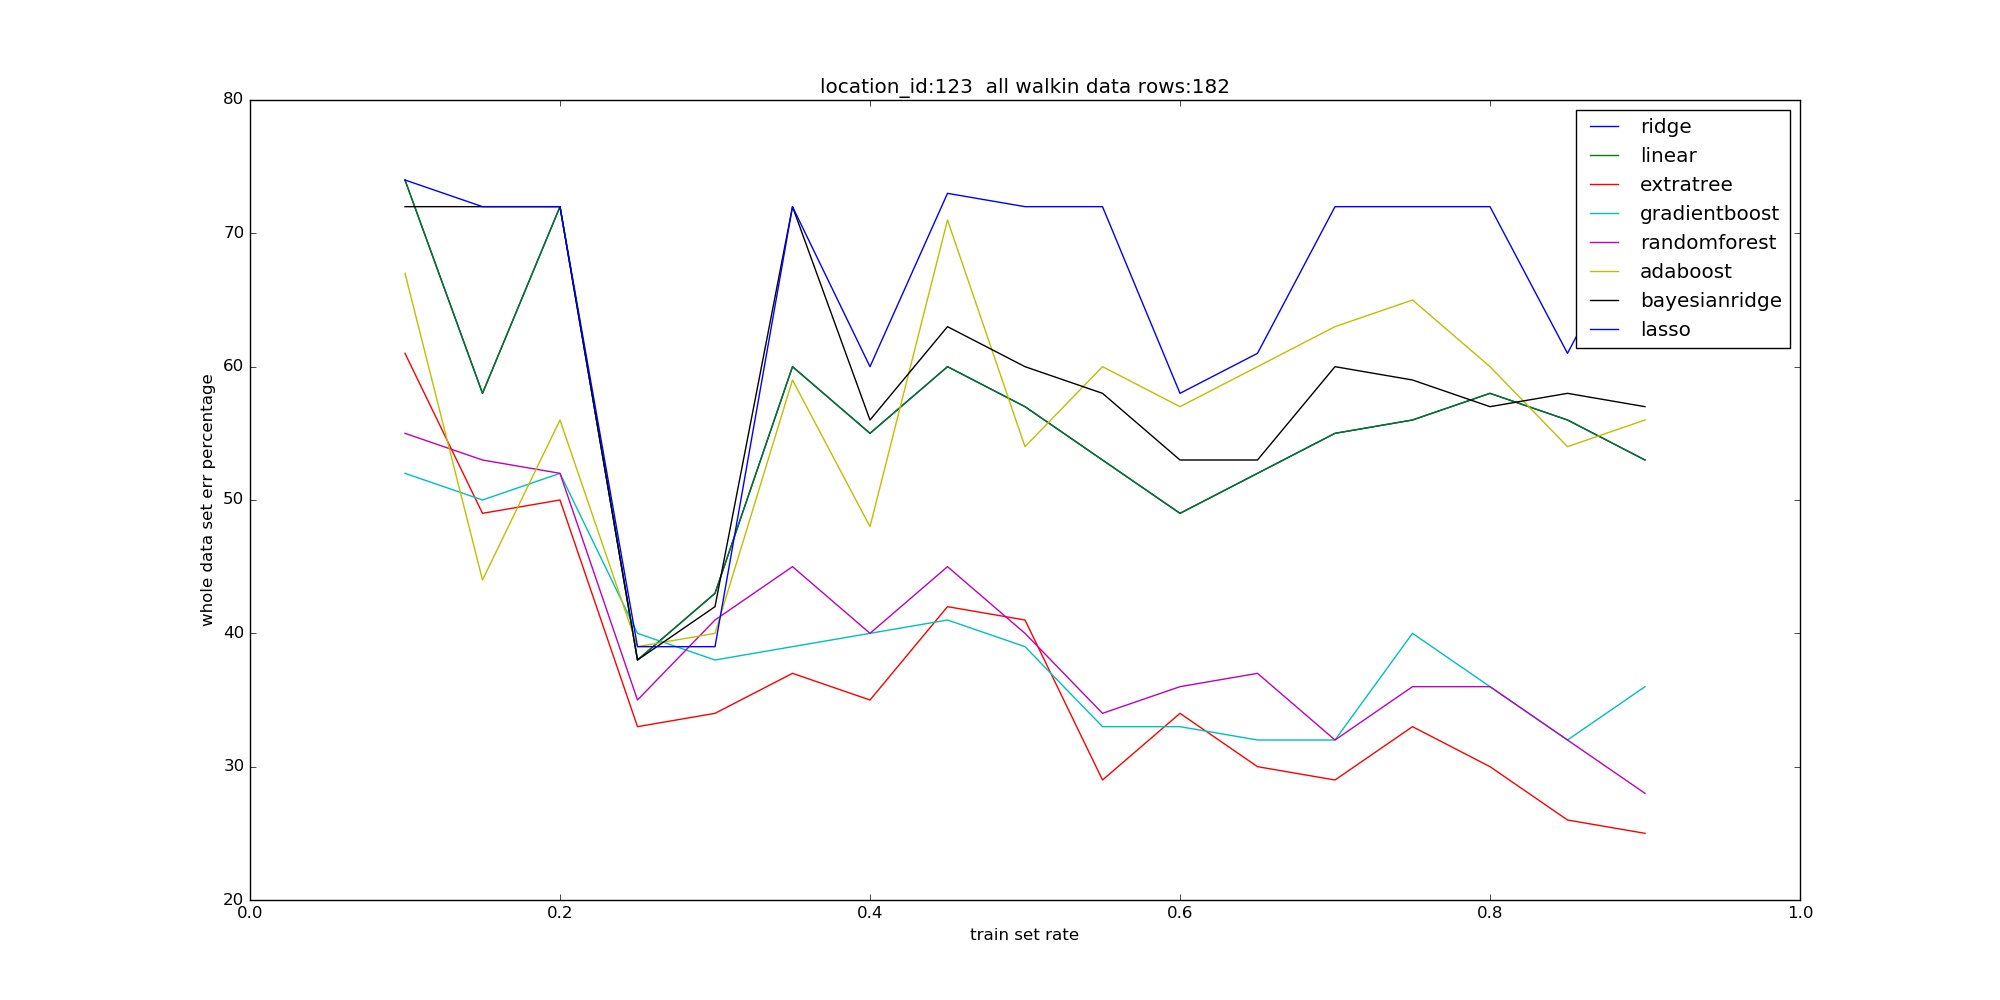 location_id:123  all walkin data rows:182
80
70
60
50
40
30
20
whole data set err percentage
ridge
linear
extratree
gradientboost
randomforest
adaboost
bayesianridge
lasso
0.0 0.2 0.4 0.6 0.8 1.0
train set rate